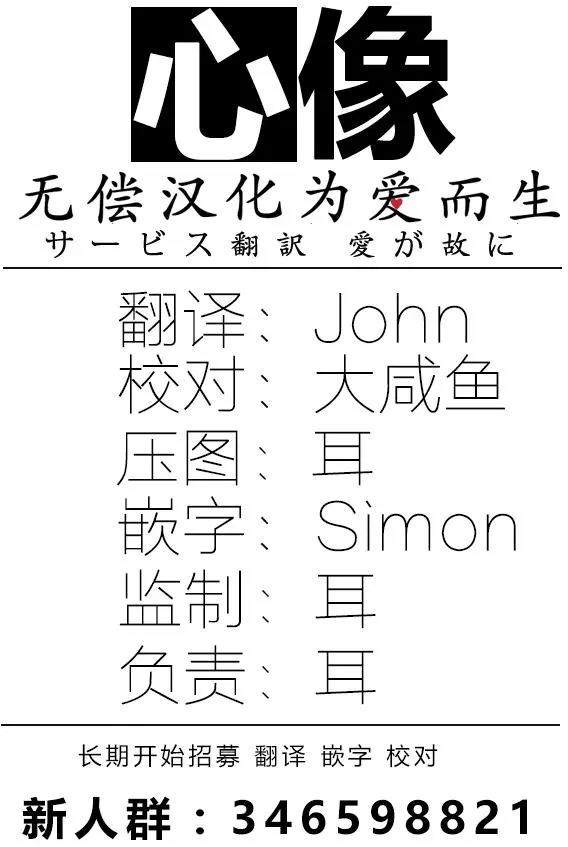 心像
无偿汉化为爱而生
サービス翻訳 愛が故に
翻译： John
校对： 大咸鱼
压图： 耳
嵌字： Simon
监制： 耳
负责： 耳
长期开始招募 翻译 嵌字 校对
新人群：346598821